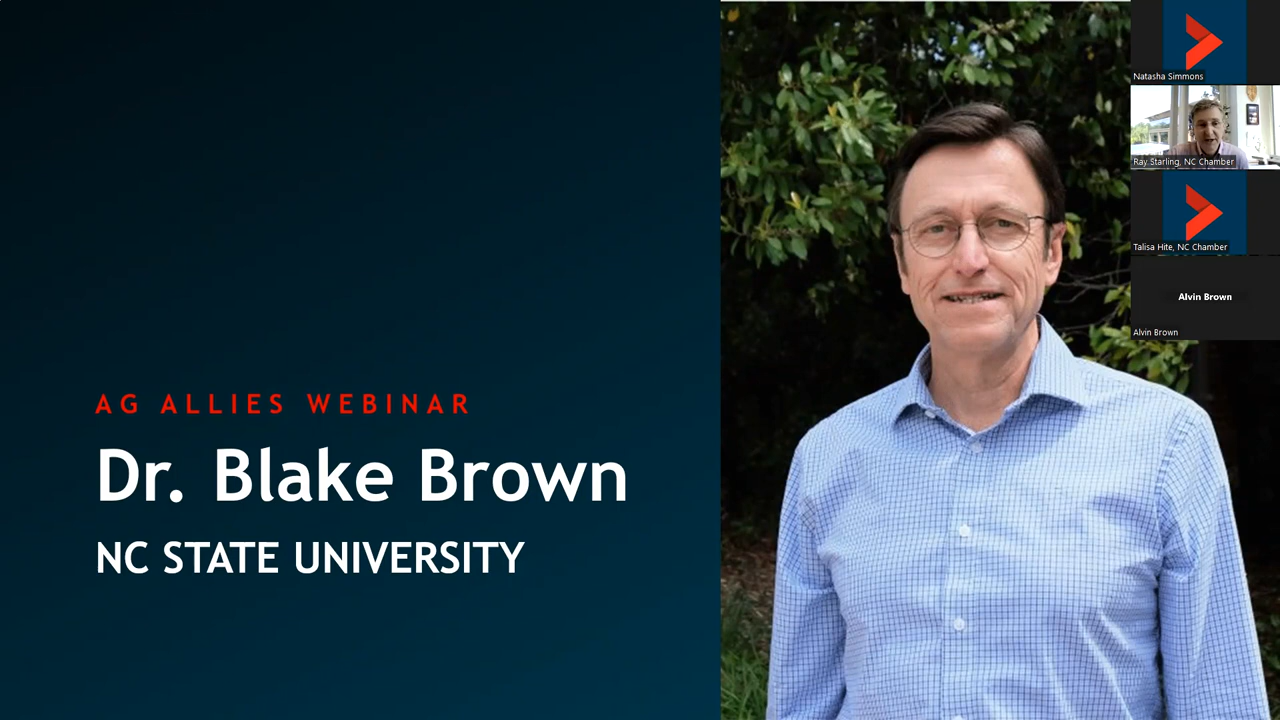 AG ALLIES WEBINAR
Dr. Blake Brown
NC STATE UNIVERSITY
Natasha Simmons
Ray Starling, NC Chamber
Talisa Hite, NC Chamber
Alvin Brown
Alvin Brown